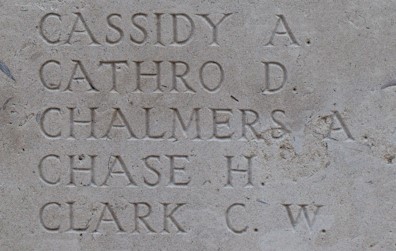 CASSIDY A.
CATHRO D.
CHALMERS A.
CHASE H.
CLARK C. W.